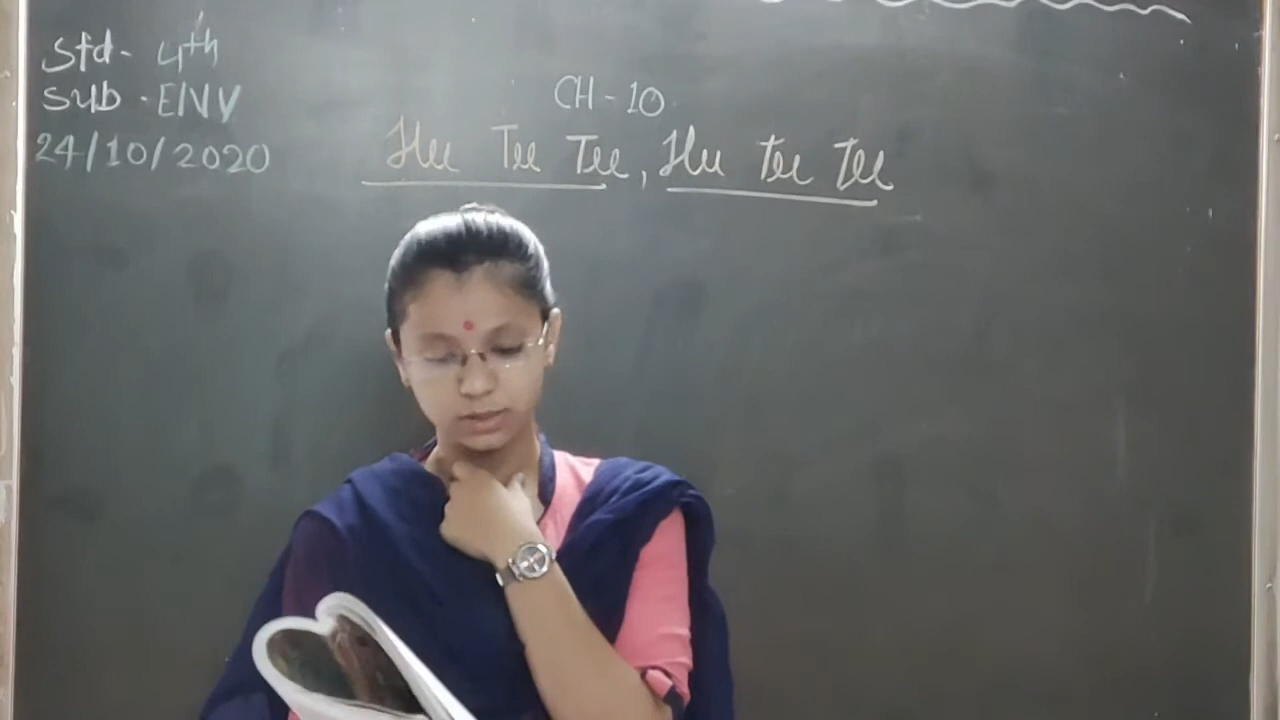 Std- 4th
Sub - ENV
24/10/2020
CH-10
Hu Tu Tu, Hu tu tu